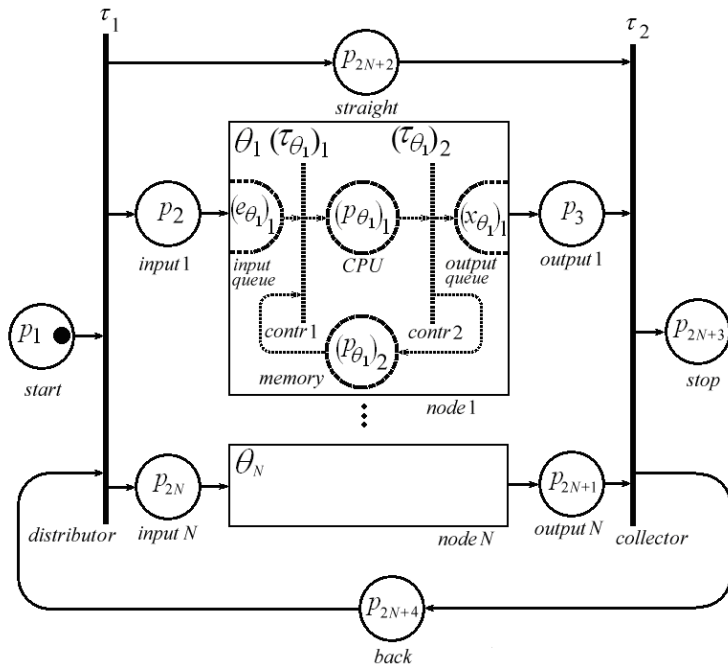 τ₁
τ₂
p₂N₊₂
straight
θ₁ (τθ₁)₁
(τθ₁)₂
p₂
input 1
(eθ₁)₁
input
queue
(pθ₁)₁
CPU
(xθ₁)₁
output
queue
p₃
output 1
p₁
start
contr 1
contr 2
(pθ₁)₂
memory
node 1
p₂N₊₃
stop
p₂N
input N
θN
node N
p₂N₊₁
output N
distributor
collector
p₂N₊₄
back